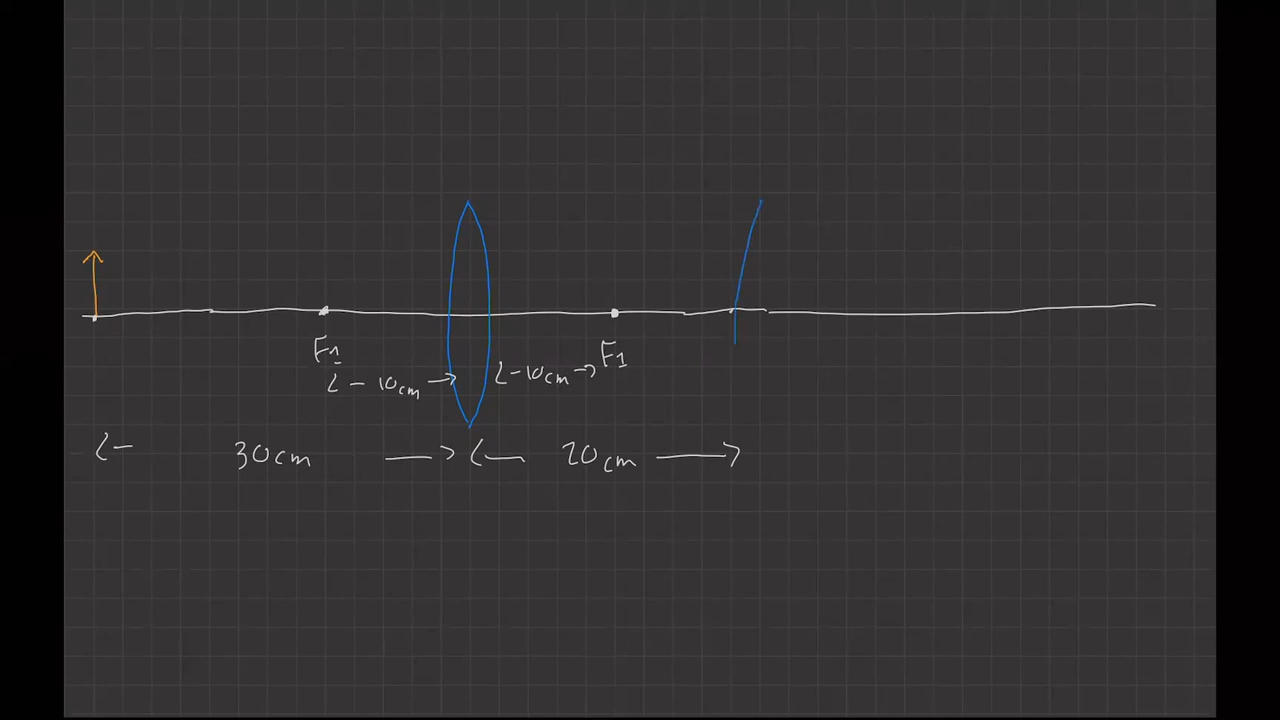 F1 F1
<- 10cm -> <- 10cm ->
<- 30cm -> <- 20cm ->